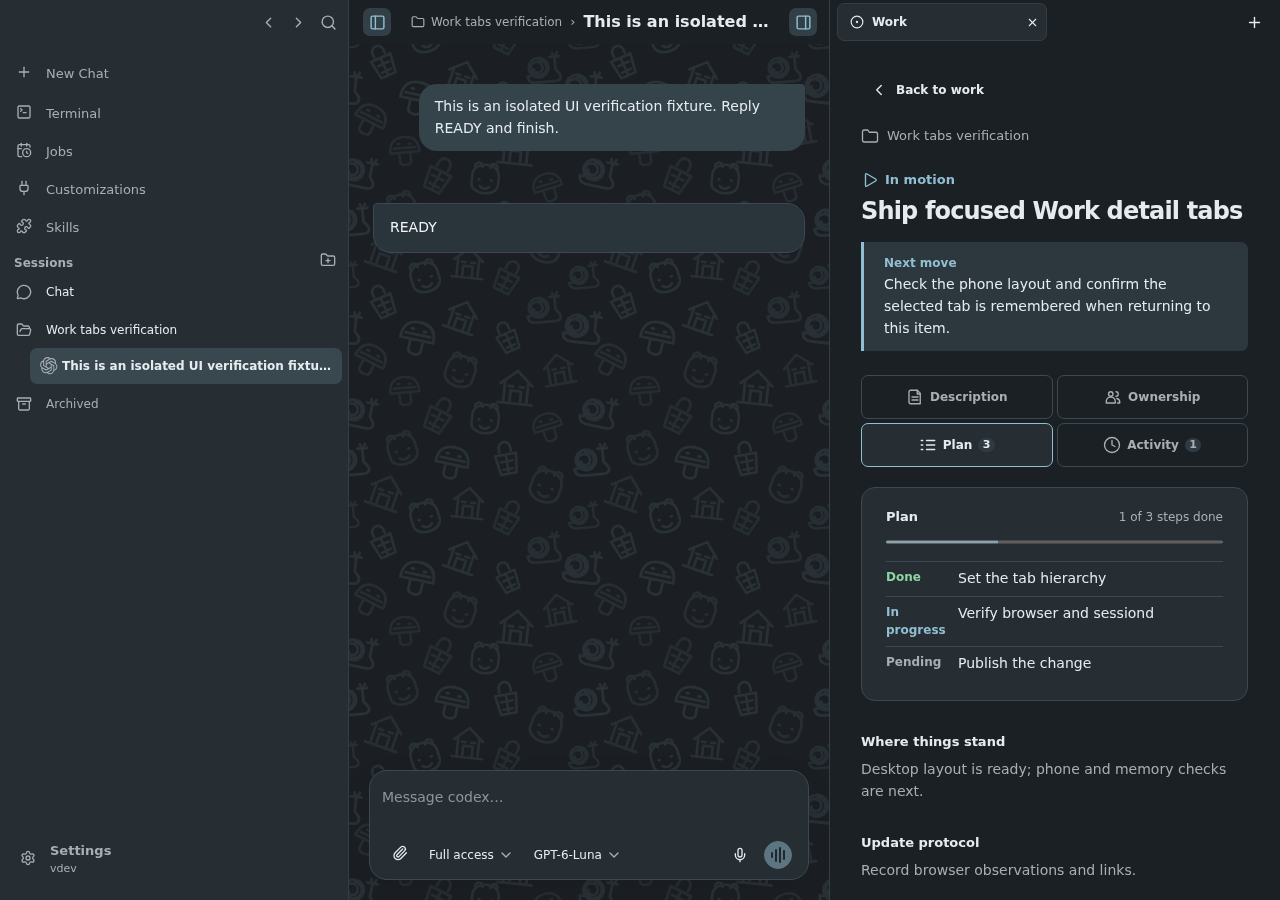 New Chat
Terminal
Jobs
Customizations
Skills
Sessions
Chat
Work tabs verification
This is an isolated UI verification fixtu...
Archived
Settings
vdev
Work tabs verification › This is an isolated ...
This is an isolated UI verification fixture. Reply
READY and finish.
READY
Message codex...
Full access
GPT-6-Luna
Work
Back to work
Work tabs verification
In motion
Ship focused Work detail tabs
Next move
Check the phone layout and confirm the
selected tab is remembered when returning to
this item.
Description
Ownership
Plan 3
Activity 1
Plan
1 of 3 steps done
Done
Set the tab hierarchy
In
progress
Verify browser and sessiond
Pending
Publish the change
Where things stand
Desktop layout is ready; phone and memory checks
are next.
Update protocol
Record browser observations and links.